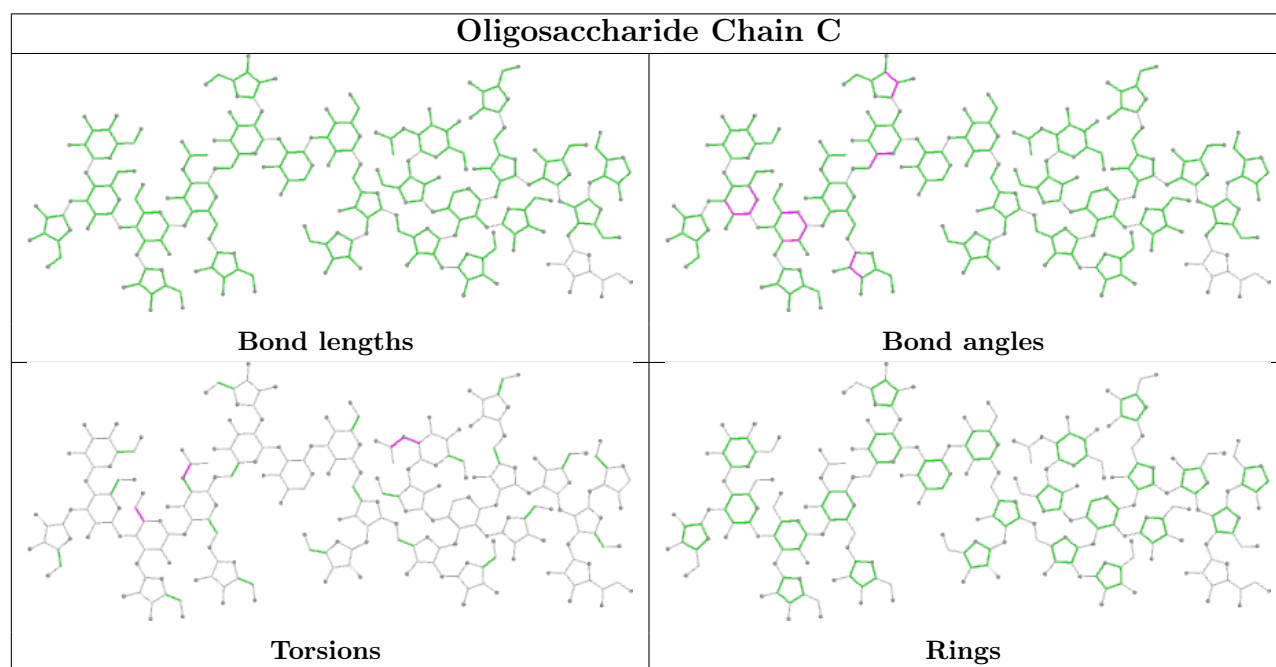 Oligosaccharide Chain C
Bond lengths
Bond angles
Torsions
Rings